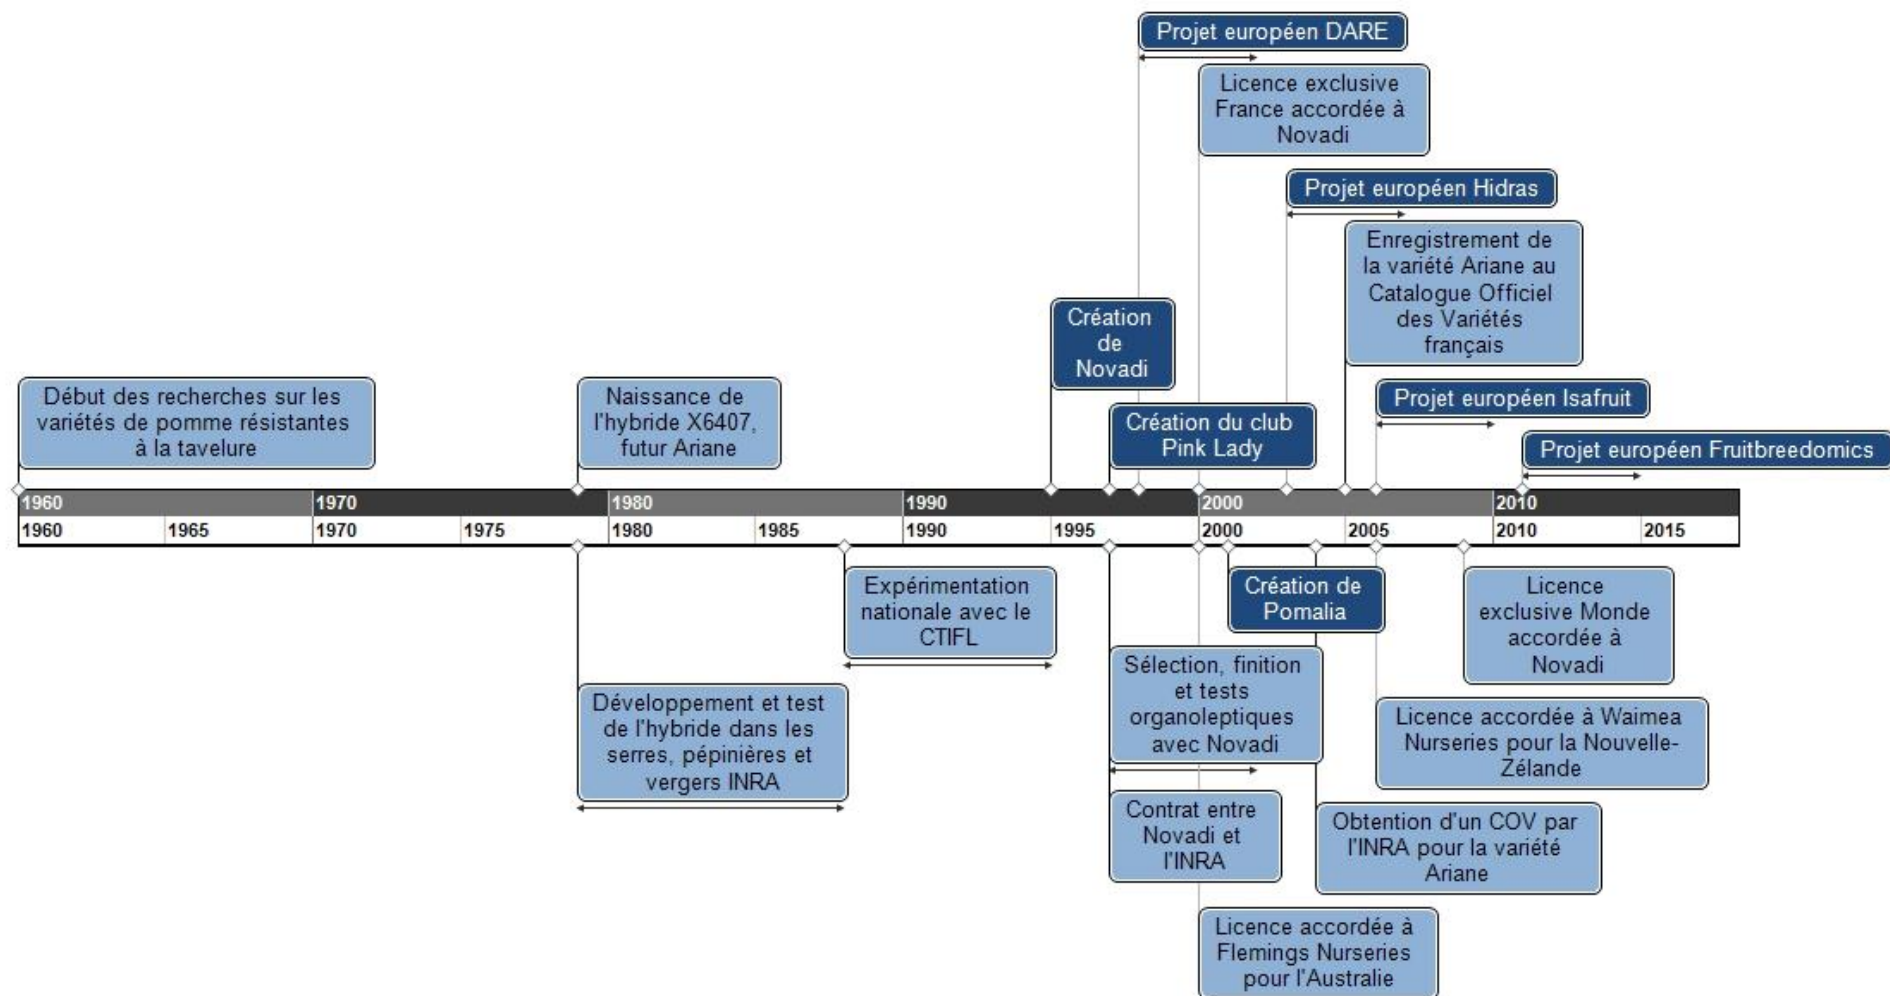 Projet européen DARE
Licence exclusive
France accordée à
Novadi
Projet européen Hidras
Enregistrement de
la variété Ariane au
Catalogue Officiel
des Variétés
français
Création
de
Novadi
Début des recherches sur les
variétés de pomme résistantes
à la tavelure
Naissance de
l'hybride X6407,
futur Ariane
Création du club
Pink Lady
Projet européen Isafruit
Projet européen Fruitbreedomics
1960 1970 1980 1990 2000 2010
1960 1965 1970 1975 1980 1985 1990 1995 2000 2005 2010 2015
Expérimentation
nationale avec le
CTIFL
Création de
Pomalia
Licence
exclusive Monde
accordée à
Novadi
Développement et test
de l'hybride dans les
serres, pépinières et
vergers INRA
Sélection, finition
et tests
organoleptiques
avec Novadi
Licence accordée à Waimea
Nurseries pour la Nouvelle-
Zélande
Contrat entre
Novadi et
l'INRA
Obtention d'un COV par
l'INRA pour la variété
Ariane
Licence accordée à
Flemings Nurseries
pour l'Australie